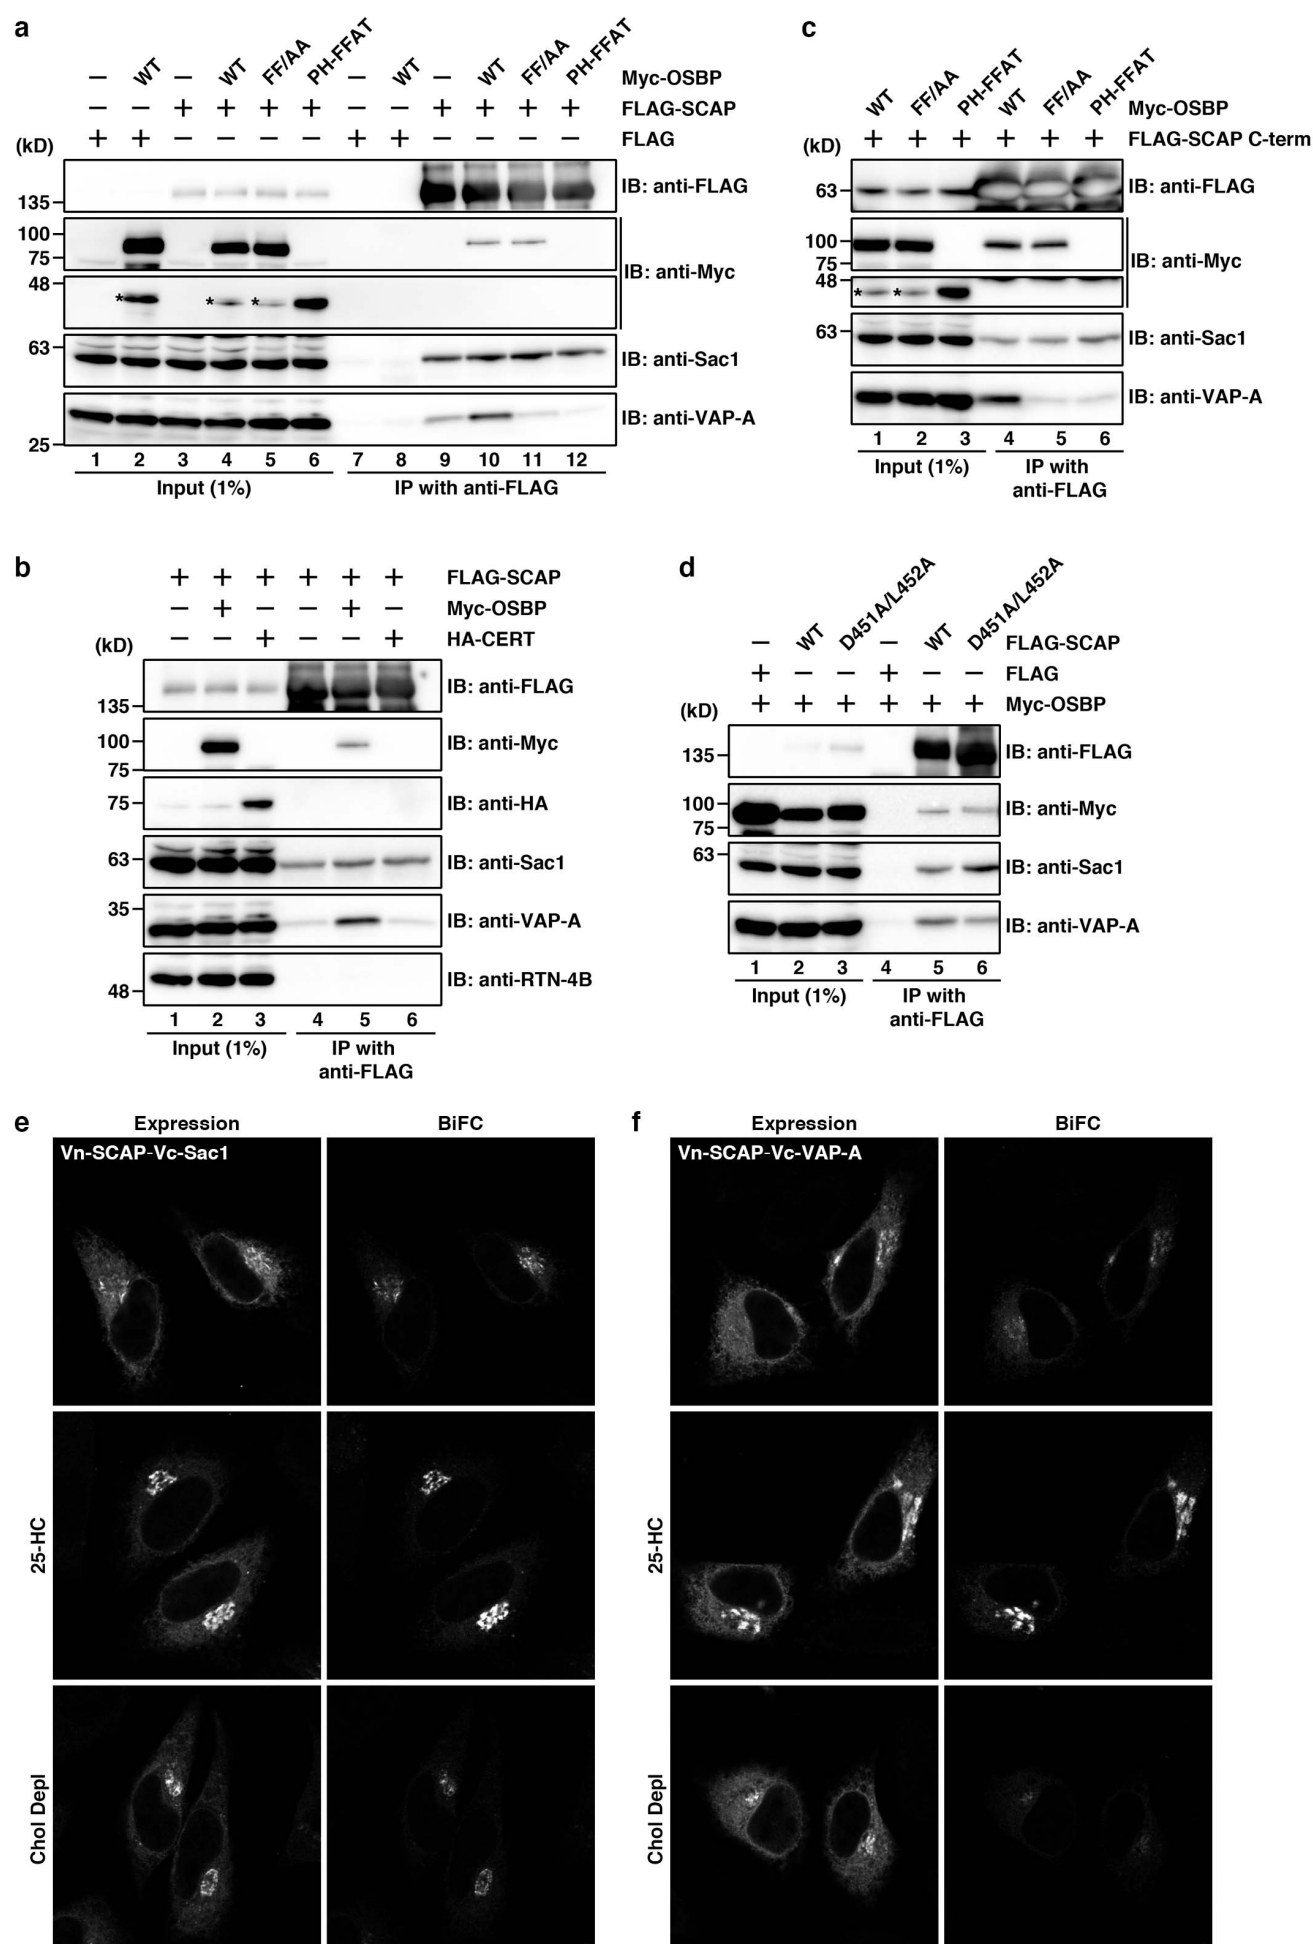 a
– WT – WT FF/AA PH-FFAT – WT – WT FF/AA PH-FFAT Myc-OSBP
– – + + + + – – + + + + FLAG-SCAP
+ + – – – – + + – – – – FLAG
(kD)
135 IB: anti-FLAG
100
75
IB: anti-Myc
48
* * *
63 IB: anti-Sac1
IB: anti-VAP-A
25
1 2 3 4 5 6 7 8 9 10 11 12
Input (1%) IP with anti-FLAG
c
WT FF/AA PH-FFAT WT FF/AA PH-FFAT Myc-OSBP
+ + + + + + FLAG-SCAP C-term
(kD)
63 IB: anti-FLAG
100
75
IB: anti-Myc
48
* *
63 IB: anti-Sac1
IB: anti-VAP-A
1 2 3 4 5 6
Input (1%) IP with
anti-FLAG
b
+ + + + + + FLAG-SCAP
– + – – + – Myc-OSBP
– – + – – + HA-CERT
(kD)
135 IB: anti-FLAG
100 IB: anti-Myc
75
75 IB: anti-HA
63 IB: anti-Sac1
35
IB: anti-VAP-A
IB: anti-RTN-4B
48
1 2 3 4 5 6
Input (1%) IP with
anti-FLAG
d
– WT D451A/L452A – WT D451A/L452A FLAG-SCAP
+ – – + – – FLAG
+ + + + + + Myc-OSBP
(kD)
135 IB: anti-FLAG
100 IB: anti-Myc
75
63
IB: anti-Sac1
IB: anti-VAP-A
1 2 3 4 5 6
Input (1%) IP with
anti-FLAG
e
Expression BiFC
Vn-SCAP-Vc-Sac1
25-HC
Chol Depl
f
Expression BiFC
Vn-SCAP-Vc-VAP-A
25-HC
Chol Depl